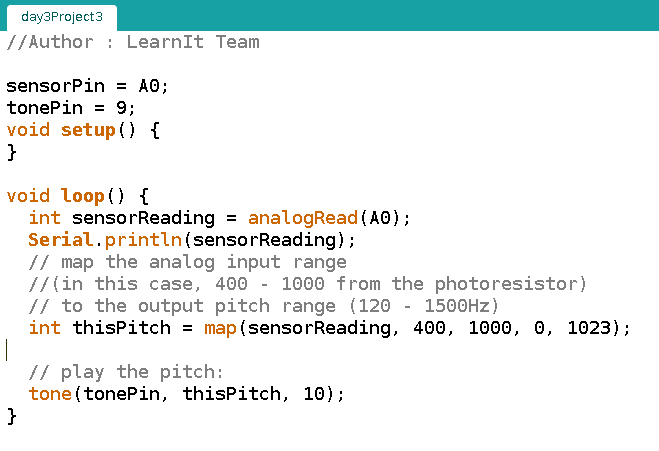 day3Project3
//Author : LearnIt Team
sensorPin = A0;
tonePin = 9;
void setup() {
}
void loop() {
int sensorReading = analogRead(A0);
Serial.println(sensorReading);
// map the analog input range
//(in this case, 400 - 1000 from the photoresistor)
// to the output pitch range (120 - 1500Hz)
int thisPitch = map(sensorReading, 400, 1000, 0, 1023);
// play the pitch:
tone(tonePin, thisPitch, 10);
}